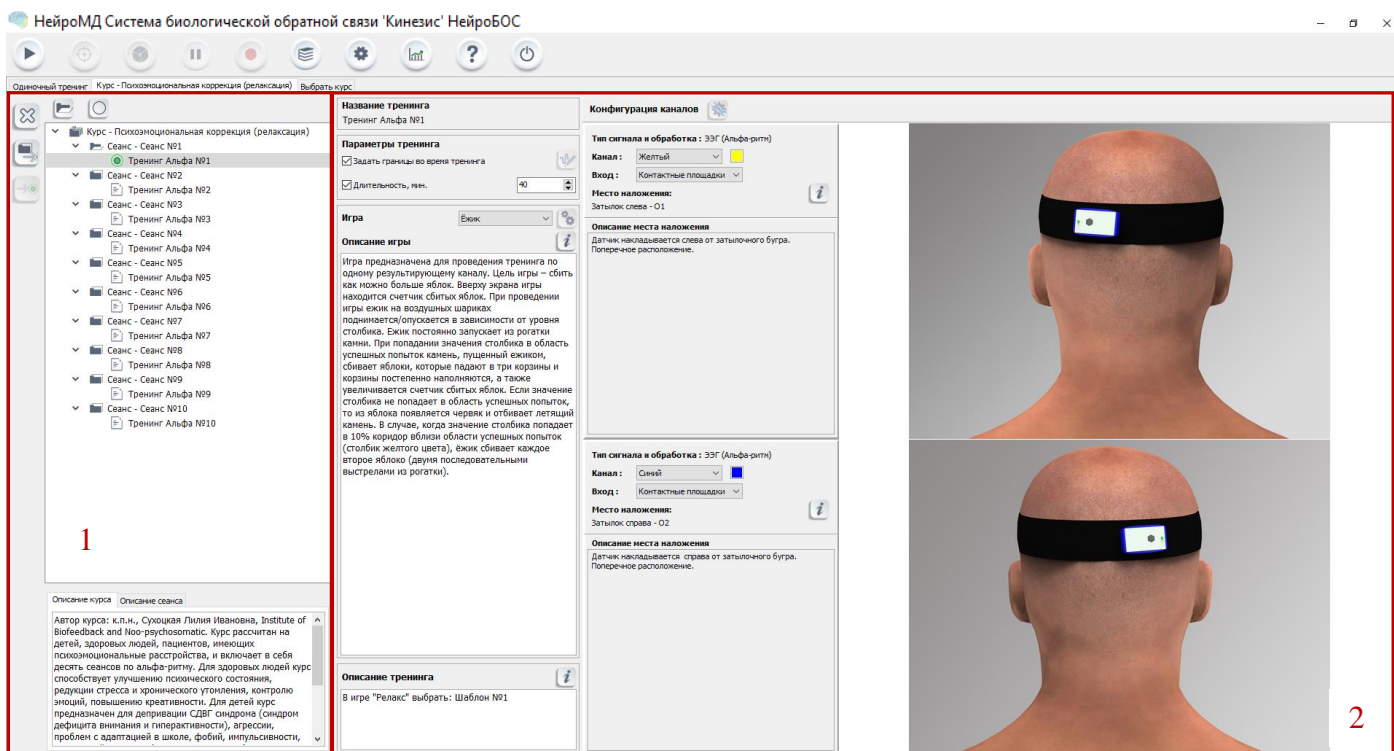 НейроМД Система биологической обратной связи 'Кинезис' НейроБОС
Одиночный тренинг
Курс - Психоэмоциональная коррекция (релаксация)
Выбрать курс
Курс - Психоэмоциональная коррекция (релаксация)
Сеанс - Сеанс №1
Тренинг Альфа №1
Сеанс - Сеанс №2
Тренинг Альфа №2
Сеанс - Сеанс №3
Тренинг Альфа №3
Сеанс - Сеанс №4
Тренинг Альфа №4
Сеанс - Сеанс №5
Тренинг Альфа №5
Сеанс - Сеанс №6
Тренинг Альфа №6
Сеанс - Сеанс №7
Тренинг Альфа №7
Сеанс - Сеанс №8
Тренинг Альфа №8
Сеанс - Сеанс №9
Тренинг Альфа №9
Сеанс - Сеанс №10
Тренинг Альфа №10
1
Описание курса
Описание сеанса
Автор курса: к.п.н., Сухоцкая Лилия Ивановна, Institute of
Biofeedback and Noo-psychosomatic. Курс рассчитан на
детей, здоровых людей, пациентов, имеющих
психоэмоциональные расстройства, и включает в себя
десять сеансов по альфа-ритму. Для здоровых людей курс
способствует улучшению психического состояния,
редукции стресса и хронического утомления, контролю
эмоций, повышению креативности. Для детей курс
предназначен для депривации СДВГ синдрома (синдром
дефицита внимания и гиперактивности), агрессии,
проблем с адаптацией в школе, фобий, импульсивности,
Название тренинга
Тренинг Альфа №1
Параметры тренинга
Задать границы во время тренинга
Длительность, мин.
40
Игра
Ёжик
Описание игры
Игра предназначена для проведения тренинга по
одному результирующему каналу. Цель игры – сбить
как можно больше яблок. Вверху экрана игры
находится счетчик сбитых яблок. При проведении
игры ежик на воздушных шариках
поднимается/опускается в зависимости от уровня
столбика. Ежик постоянно запускает из рогатки
камни. При попадании значения столбика в область
успешных попыток камень, пущенный ежиком,
сбивает яблоки, которые падают в три корзины и
корзины постепенно наполняются, а также
увеличивается счетчик сбитых яблок. Если значение
столбика не попадает в область успешных попыток,
то из яблока появляется червяк и отбивает летящий
камень. В случае, когда значение столбика попадает
в 10% коридор вблизи области успешных попыток
(столбик желтого цвета), ёжик сбивает каждое
второе яблоко (двумя последовательными
выстрелами из рогатки).
Описание тренинга
В игре "Релакс" выбрать: Шаблон №1
Конфигурация каналов
Тип сигнала и обработка : ЭЭГ (Альфа-ритм)
Канал : Желтый
Вход : Контактные площадки
Место наложения:
Затылок слева - O1
Описание места наложения
Датчик накладывается слева от затылочного бугра.
Поперечное расположение.
Тип сигнала и обработка : ЭЭГ (Альфа-ритм)
Канал : Синий
Вход : Контактные площадки
Место наложения:
Затылок справа - O2
Описание места наложения
Датчик накладывается справа от затылочного бугра.
Поперечное расположение.
2